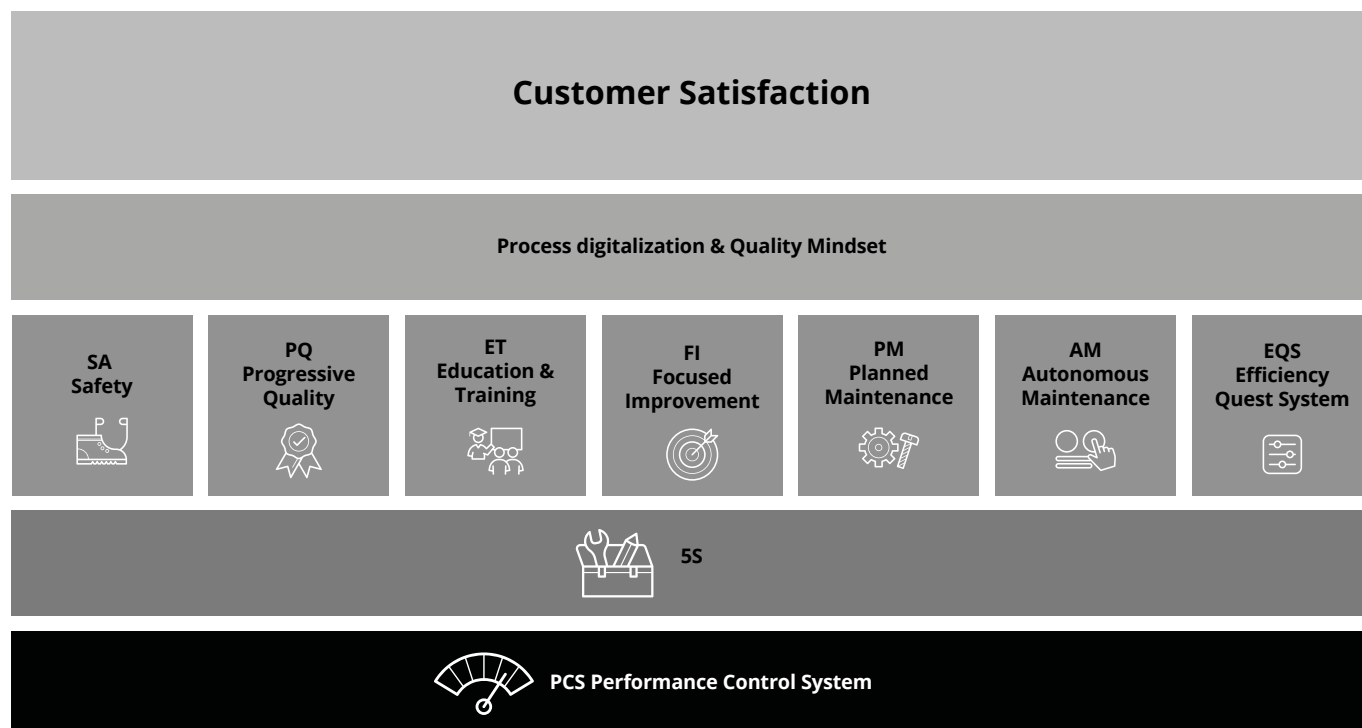 Customer Satisfaction
Process digitalization & Quality Mindset
SA
Safety
PQ
Progressive
Quality
ET
Education &
Training
FI
Focused
Improvement
PM
Planned
Maintenance
AM
Autonomous
Maintenance
EQS
Efficiency
Quest System
5S
PCS Performance Control System